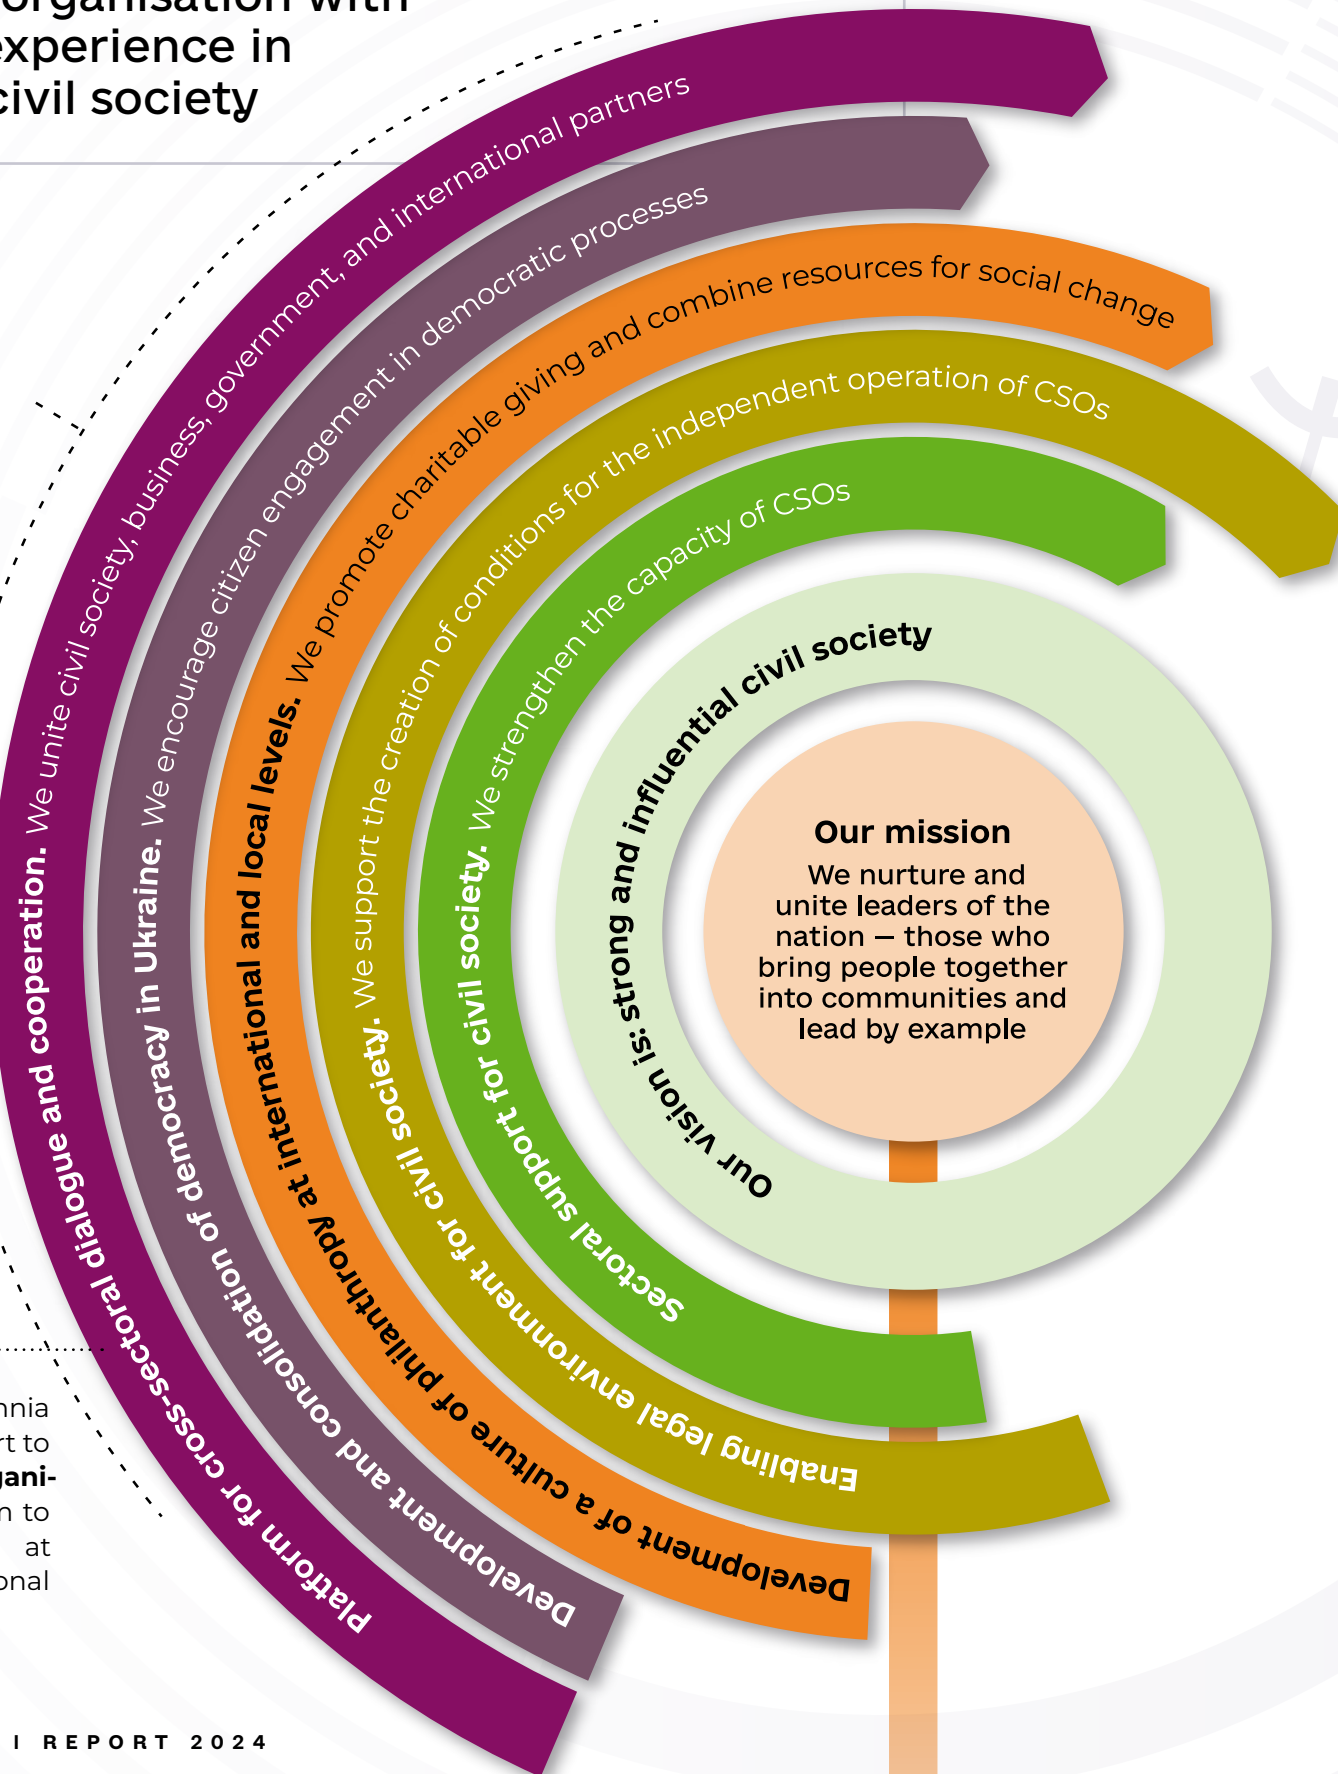 organisation with
experience in
civil society
Platform for cross-sectoral dialogue and cooperation. We unite civil society, business, government, and international partners
Development and consolidation of democracy in Ukraine. We encourage citizen engagement in democratic processes
Development of a culture of philanthropy at international and local levels. We promote charitable giving and combine resources for social change
Enabling legal environment for civil society. We support the creation of conditions for the independent operation of CSOs
Sectoral support for civil society. We strengthen the capacity of CSOs
Our vision is: strong and influential civil society
Our mission
We nurture and
unite leaders of the
nation — those who
bring people together
into communities and
lead by example
to
to
at
I REPORT 2024